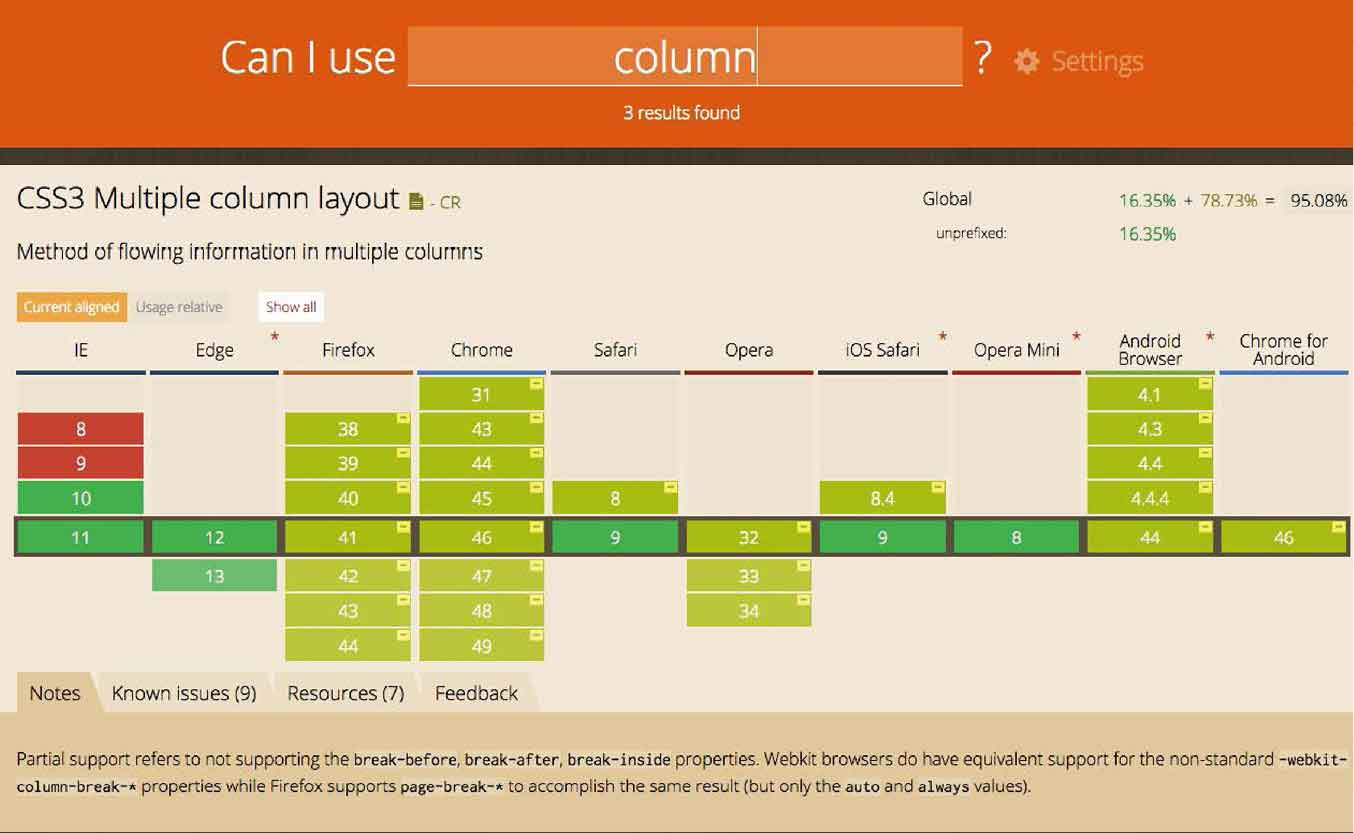 Can I use column ? Settings
3 results found
CSS3 Multiple column layout - CR
Global 16.35% + 78.73% = 95.08%
unprefixed: 16.35%
Method of flowing information in multiple columns
Current aligned Usage relative Show all
IE Edge * Firefox Chrome Safari Opera iOS Safari * Opera Mini * Android Browser * Chrome for Android
31 4.1
8 38 43 4.3
9 39 44 4.4
10 40 45 8 8.4 4.4.4
11 12 41 46 9 32 9 8 44 46
13 42 47 33
43 48 34
44 49
Notes Known issues (9) Resources (7) Feedback
Partial support refers to not supporting the break-before, break-after, break-inside properties. Webkit browsers do have equivalent support for the non-standard -webkit-
column-break-* properties while Firefox supports page-break-* to accomplish the same result (but only the auto and always values).